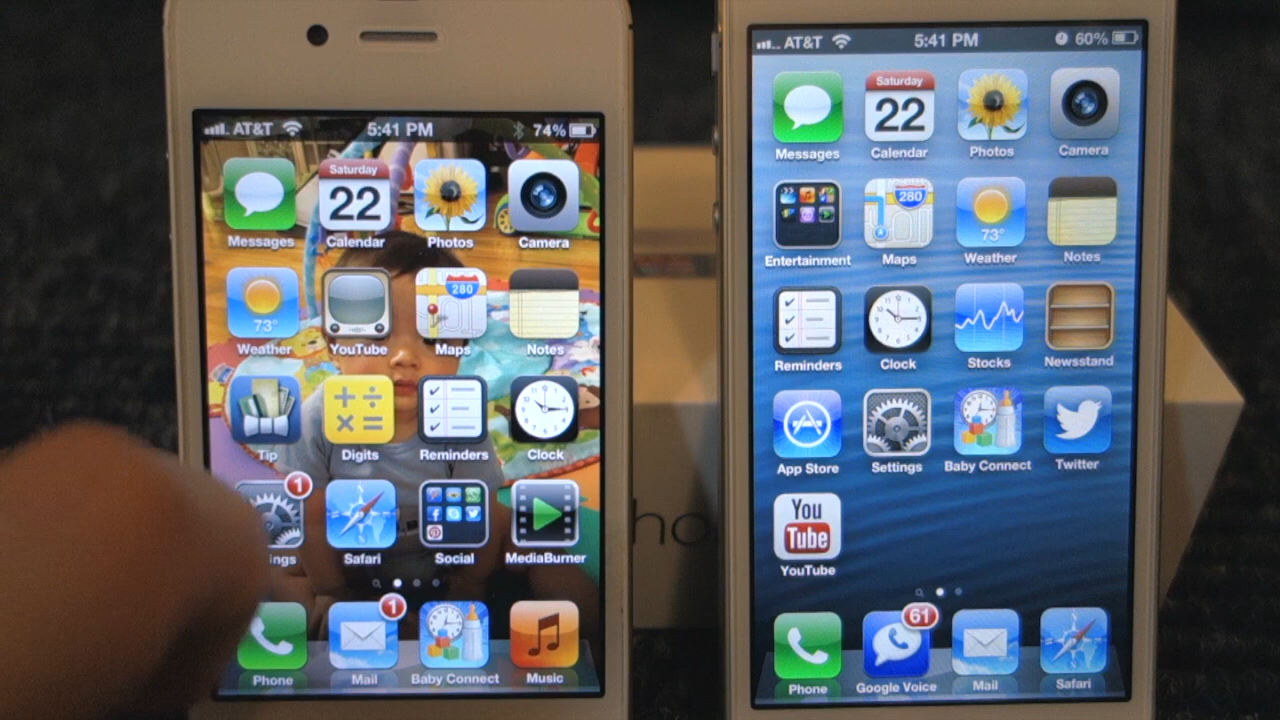 AT&T 5:41 PM 74%
Saturday
22
Messages Calendar Photos Camera
280
73°
Weather YouTube Maps Notes
Tip Digits Reminders Clock
1
ings Safari Social MediaBurner
1
Phone Mail Baby Connect Music
AT&T 5:41 PM 60%
Saturday
22
Messages Calendar Photos Camera
280
73°
Entertainment Maps Weather Notes
Reminders Clock Stocks Newsstand
App Store Settings Baby Connect Twitter
You
Tube
YouTube
61
Phone Google Voice Mail Safari
ho